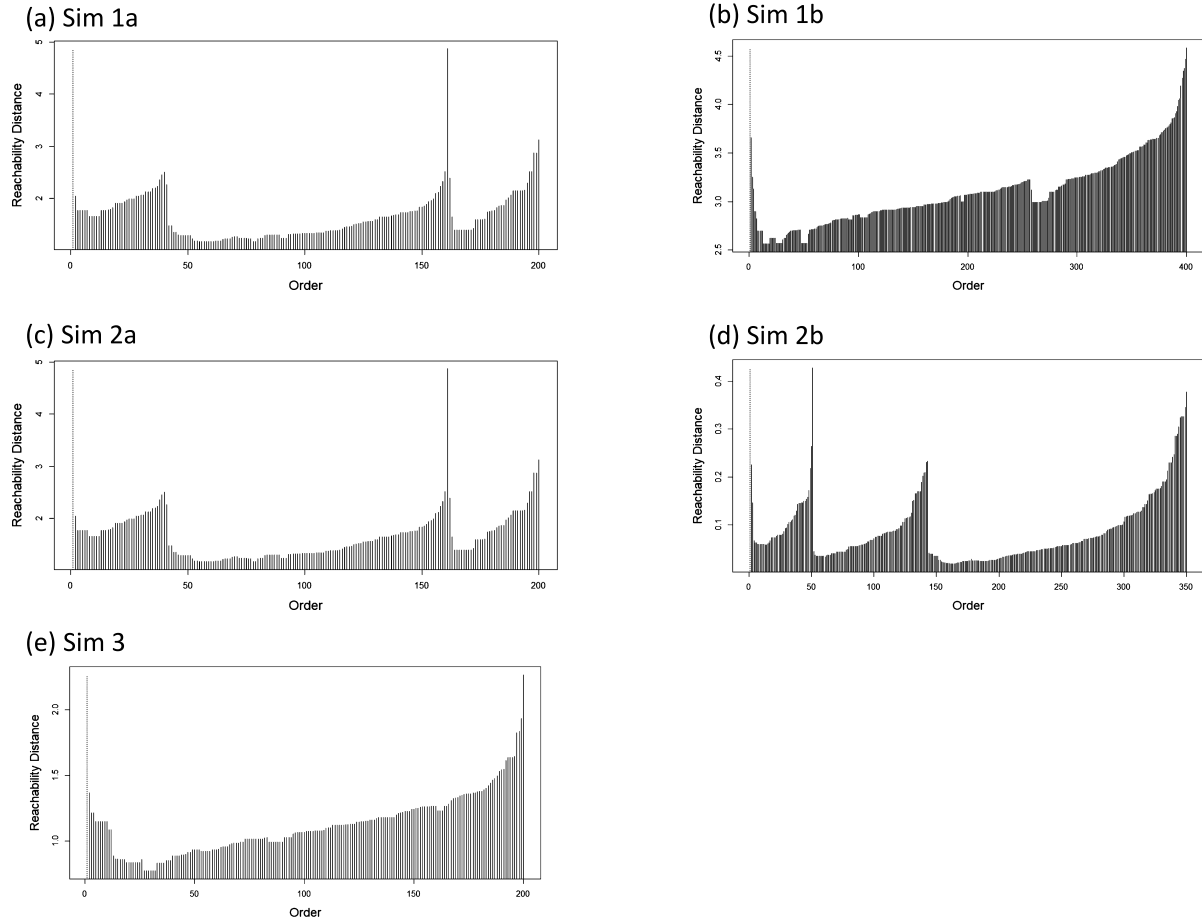 (a) Sim 1a
Reachability Distance
5
4
3
2
0 50 100 150 200
Order
(b) Sim 1b
Reachability Distance
4.5
4.0
3.5
3.0
2.5
0 100 200 300 400
Order
(c) Sim 2a
Reachability Distance
5
4
3
2
0 50 100 150 200
Order
(d) Sim 2b
Reachability Distance
0.4
0.3
0.2
0.1
0 50 100 150 200 250 300 350
Order
(e) Sim 3
Reachability Distance
2.0
1.5
1.0
0 50 100 150 200
Order